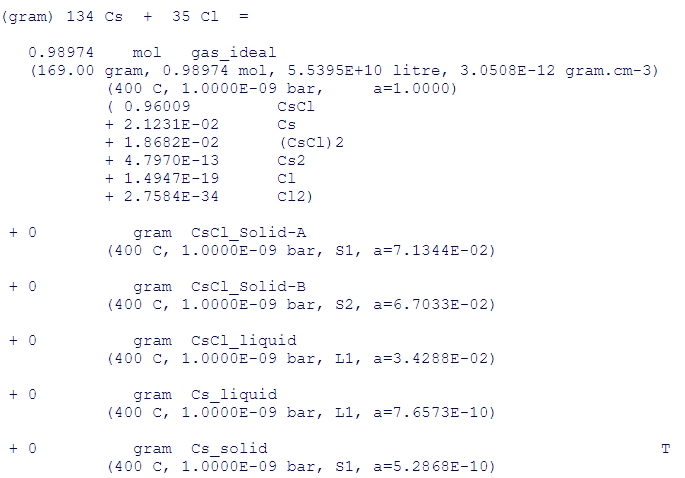 (gram) 134 Cs + 35 Cl =
0.98974 mol gas_ideal
(169.00 gram, 0.98974 mol, 5.5395E+10 litre, 3.0508E-12 gram.cm-3)
(400 C, 1.0000E-09 bar, a=1.0000)
( 0.96009 CsCl
+ 2.1231E-02 Cs
+ 1.8682E-02 (CsCl)2
+ 4.7970E-13 Cs2
+ 1.4947E-19 Cl
+ 2.7584E-34 Cl2)
+ 0 gram CsCl_Solid-A
(400 C, 1.0000E-09 bar, S1, a=7.1344E-02)
+ 0 gram CsCl_Solid-B
(400 C, 1.0000E-09 bar, S2, a=6.7033E-02)
+ 0 gram CsCl_liquid
(400 C, 1.0000E-09 bar, L1, a=3.4288E-02)
+ 0 gram Cs_liquid
(400 C, 1.0000E-09 bar, L1, a=7.6573E-10)
+ 0 gram Cs_solid T
(400 C, 1.0000E-09 bar, S1, a=5.2868E-10)